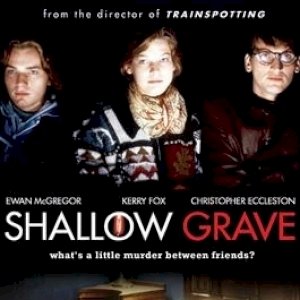 from the director of TRAINSPOTTING
EWAN McGREGOR KERRY FOX CHRISTOPHER ECCLESTON
SHALLOW GRAVE
what's a little murder between friends?